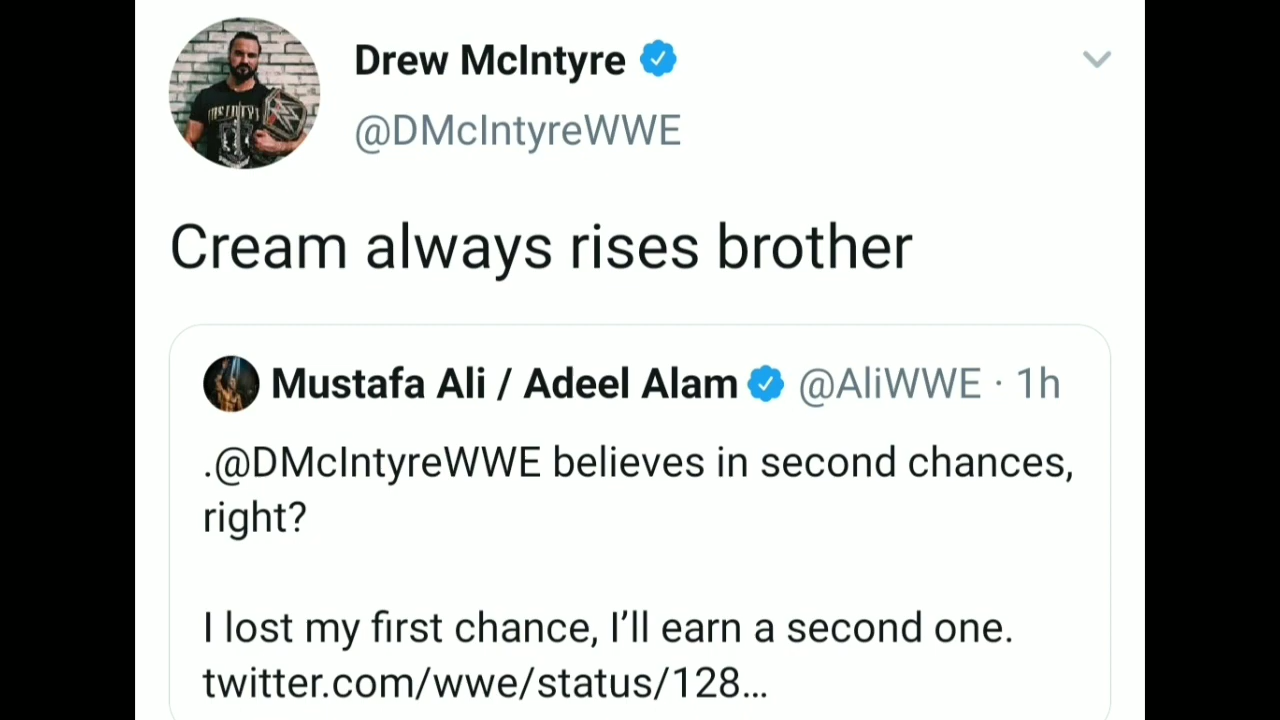 Drew McIntyre
@DMcIntyreWWE
Cream always rises brother
Mustafa Ali / Adeel Alam @AliWWE · 1h
.@DMcIntyreWWE believes in second chances,
right?
I lost my first chance, I’ll earn a second one.
twitter.com/wwe/status/128…